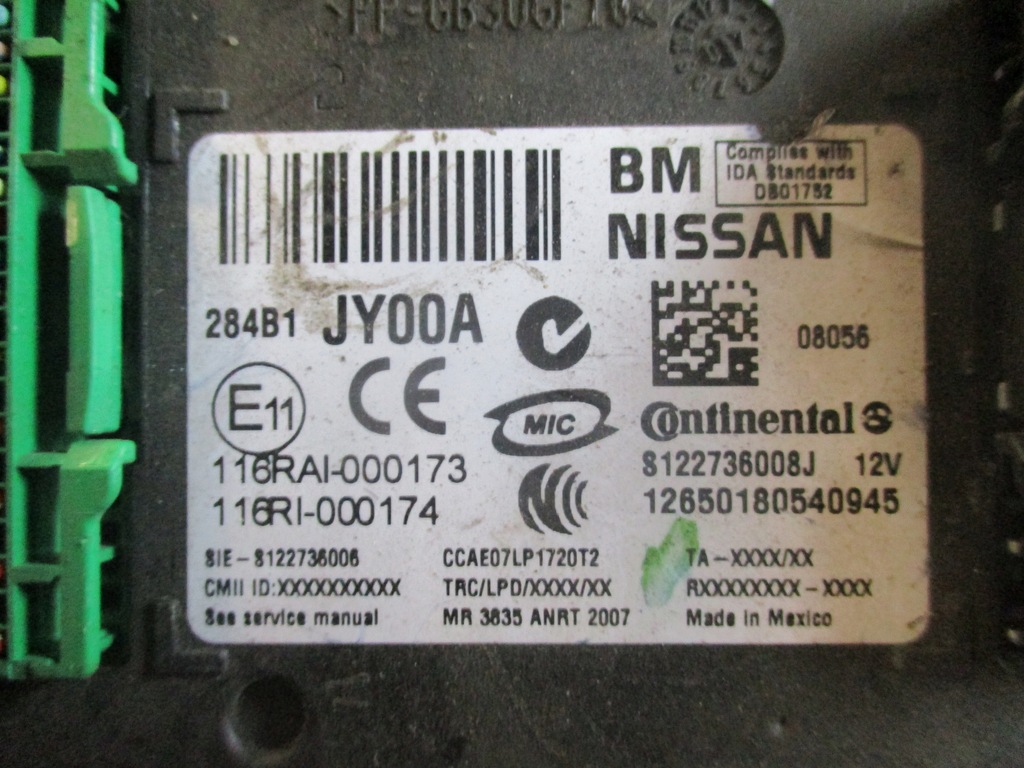 BM
Complies with
IDA Standards
DB01752
NISSAN
284B1 JY00A
08056
E11
CE
MIC
Continental
116RAI-000173
S122736008J 12V
116RI-000174
12650180540945
SIE-S122736006 CCAE07LP1720T2 TA-XXXX/XX
CMII ID:XXXXXXXXXX TRC/LPD/XXXX/XX RXXXXXXXX-XXXX
See service manual MR 3835 ANRT 2007 Made in Mexico